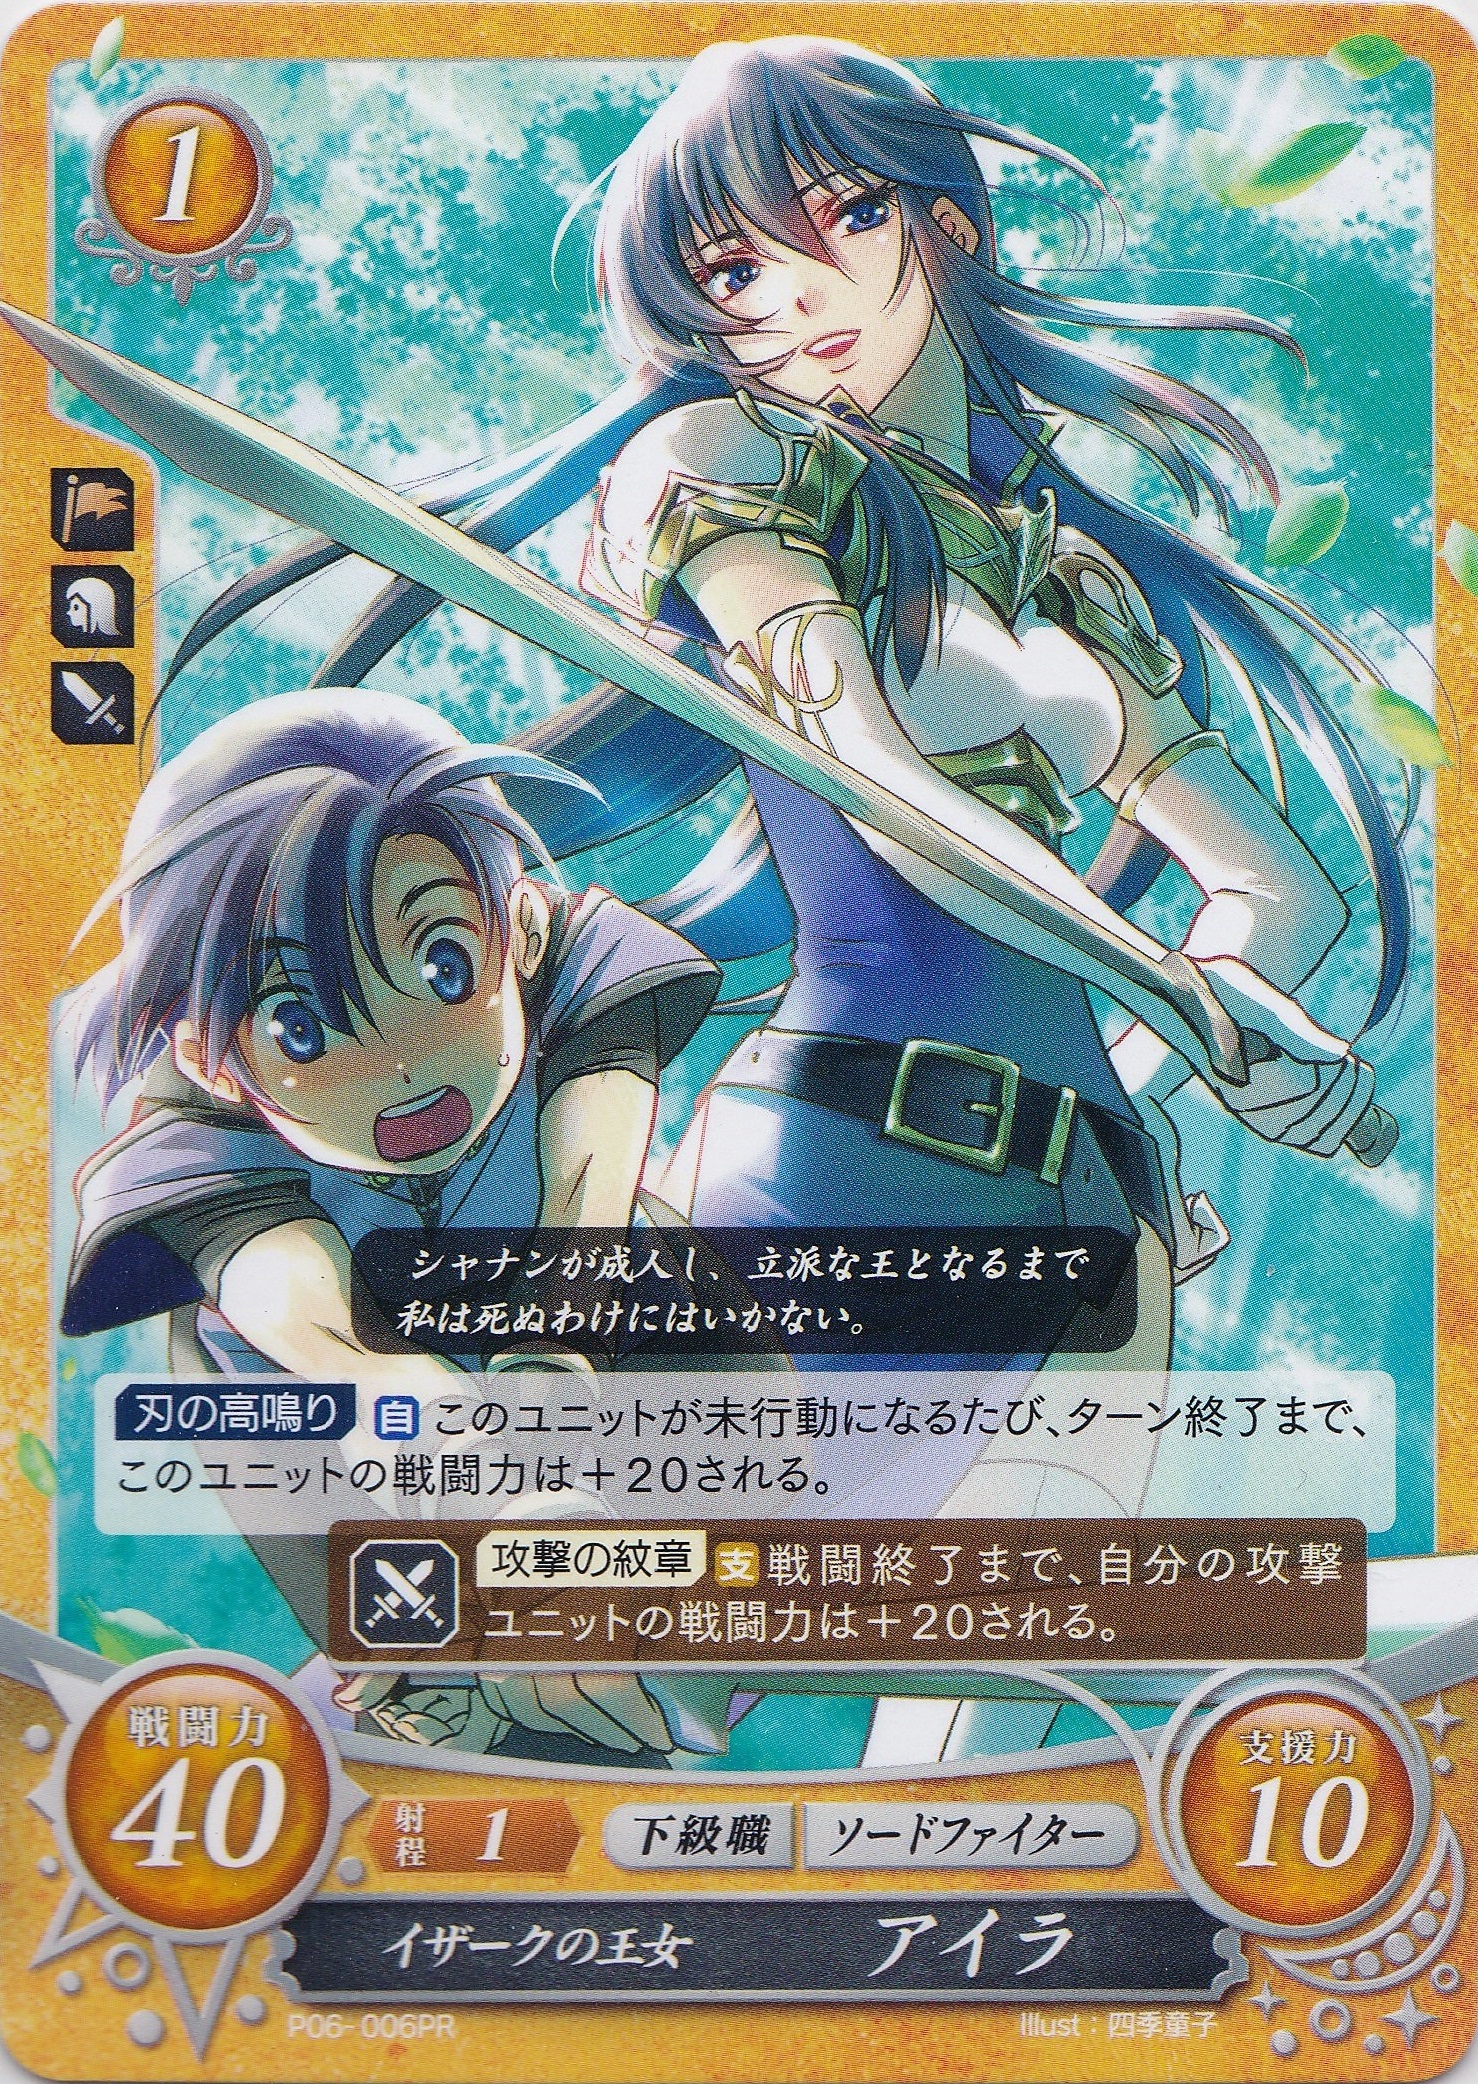 1
シャナンが成人し、立派な王となるまで
私は死ぬわけにはいかない。
刃の高鳴り 自 このユニットが未行動になるたび、ターン終了まで、
このユニットの戦闘力は＋20される。
攻撃の紋章 支 戦闘終了まで、自分の攻撃
ユニットの戦闘力は＋20される。
戦闘力
40
射程 1
下級職 ソードファイター
支援力
10
イザークの王女 アイラ
P06-006PR
Illust：四季童子